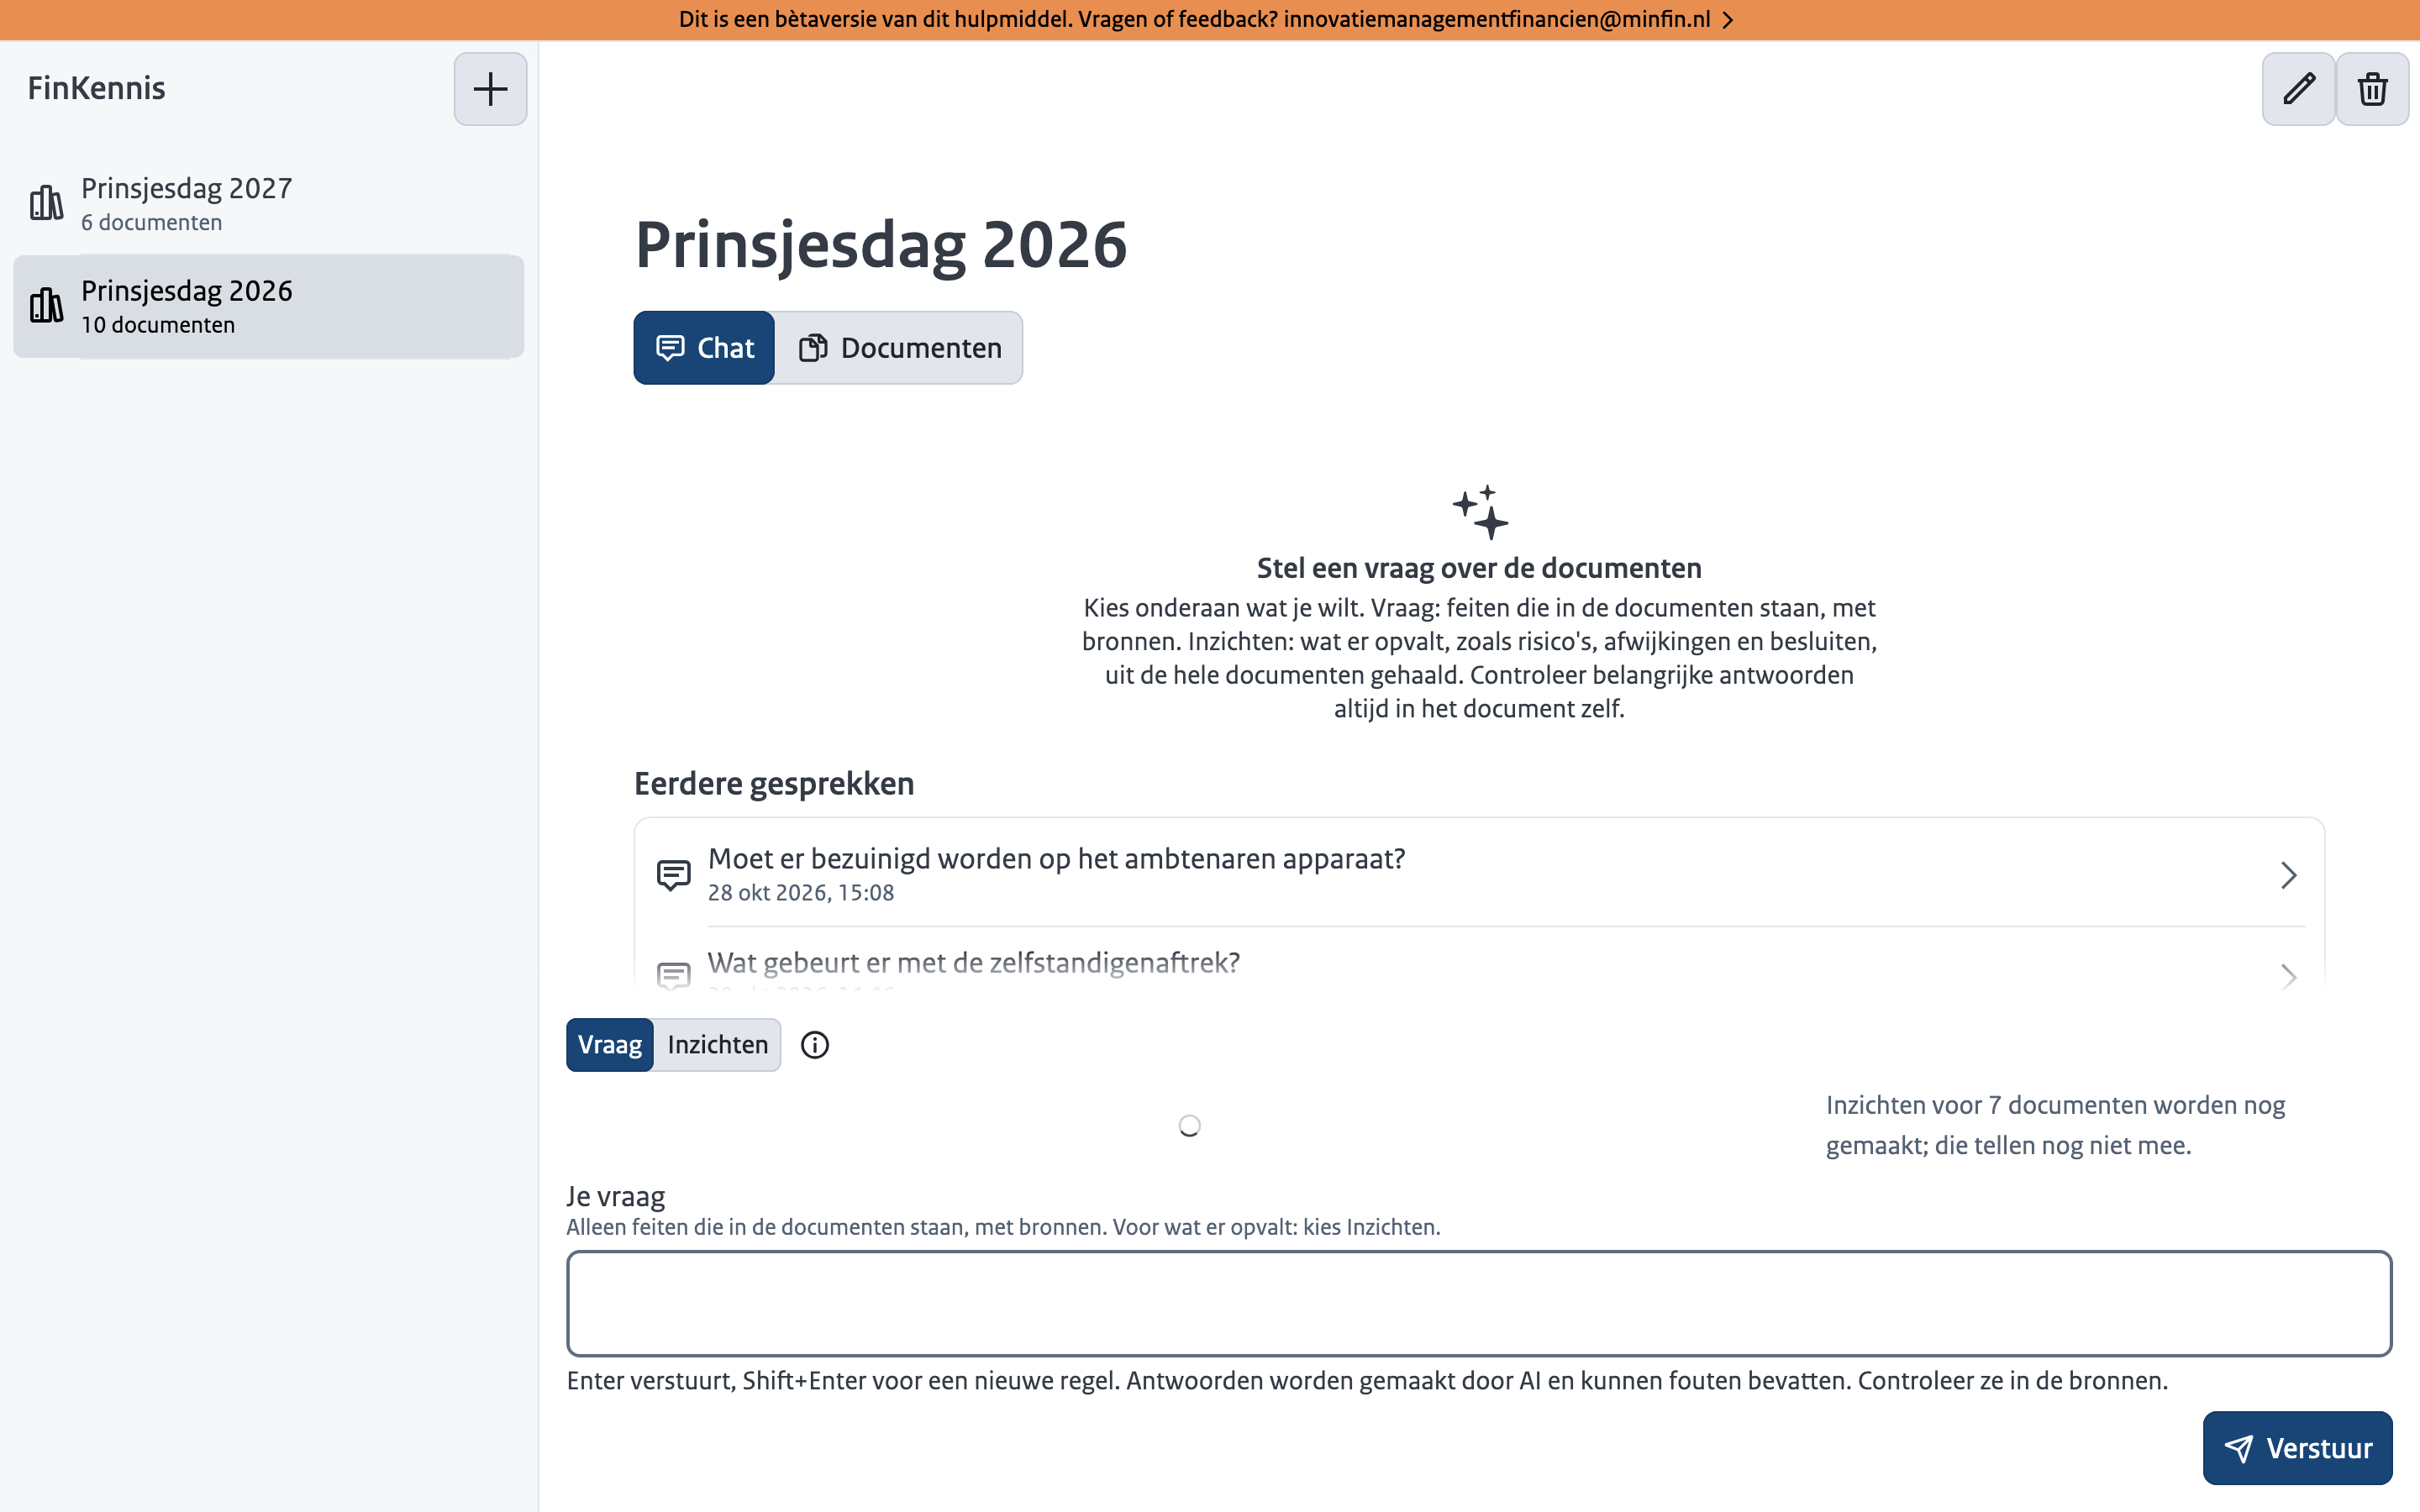 Dit is een bètaversie van dit hulpmiddel. Vragen of feedback? innovatiemanagementfinancien@minfin.nl
FinKennis
Prinsjesdag 2027
6 documenten
Prinsjesdag 2026
10 documenten
Prinsjesdag 2026
Chat
Documenten
Stel een vraag over de documenten
Kies onderaan wat je wilt. Vraag: feiten die in de documenten staan, met
bronnen. Inzichten: wat er opvalt, zoals risico's, afwijkingen en besluiten,
uit de hele documenten gehaald. Controleer belangrijke antwoorden
altijd in het document zelf.
Eerdere gesprekken
Moet er bezuinigd worden op het ambtenaren apparaat?
28 okt 2026, 15:08
Wat gebeurt er met de zelfstandigenaftrek?
Vraag
Inzichten
Inzichten voor 7 documenten worden nog
gemaakt; die tellen nog niet mee.
Je vraag
Alleen feiten die in de documenten staan, met bronnen. Voor wat er opvalt: kies Inzichten.
Enter verstuurt, Shift+Enter voor een nieuwe regel. Antwoorden worden gemaakt door AI en kunnen fouten bevatten. Controleer ze in de bronnen.
Verstuur